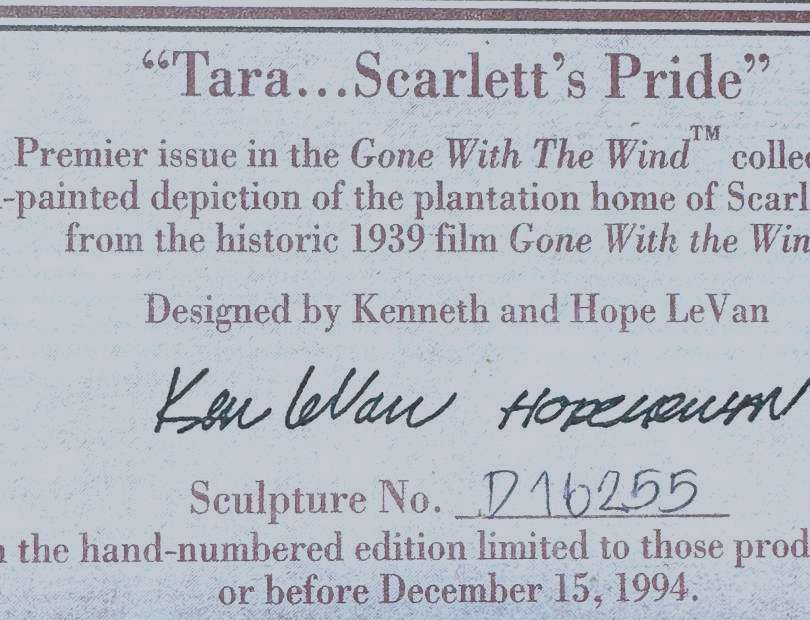 “Tara...Scarlett’s Pride”
Premier issue in the Gone With The Wind™ collec
-painted depiction of the plantation home of Scarl
from the historic 1939 film Gone With the Win
Designed by Kenneth and Hope LeVan
Ken LeVan
Sculpture No. D16255
the hand-numbered edition limited to those prod
or before December 15, 1994.